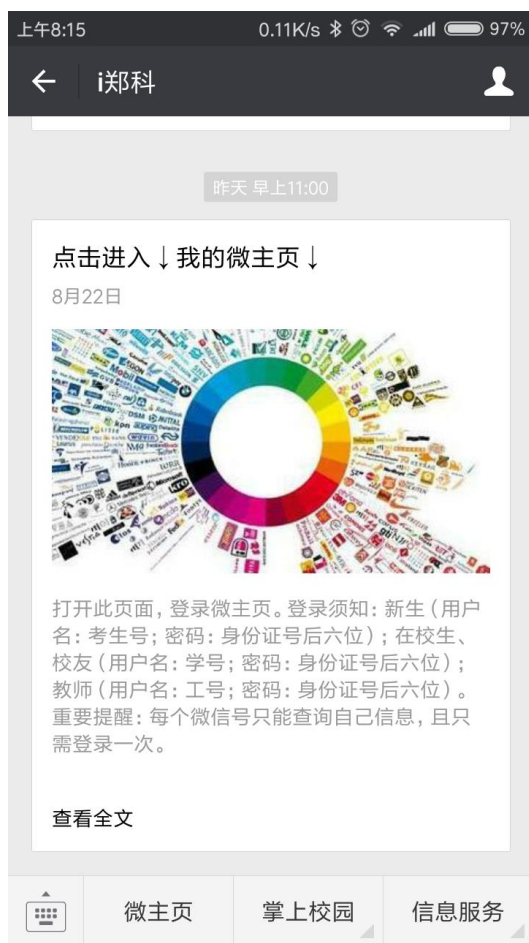 上午8:15 0.11K/s 97%
i郑科
昨天 早上11:00
点击进入↓我的微主页↓
8月22日
Mobil
EGON
DSM
kpn
打开此页面，登录微主页。登录须知：新生（用户
名：考生号；密码：身份证号后六位）；在校生、
校友（用户名：学号；密码：身份证号后六位）；
教师（用户名：工号；密码：身份证号后六位）。
重要提醒：每个微信号只能查询自己信息，且只
需登录一次。
查看全文
微主页 掌上校园 信息服务